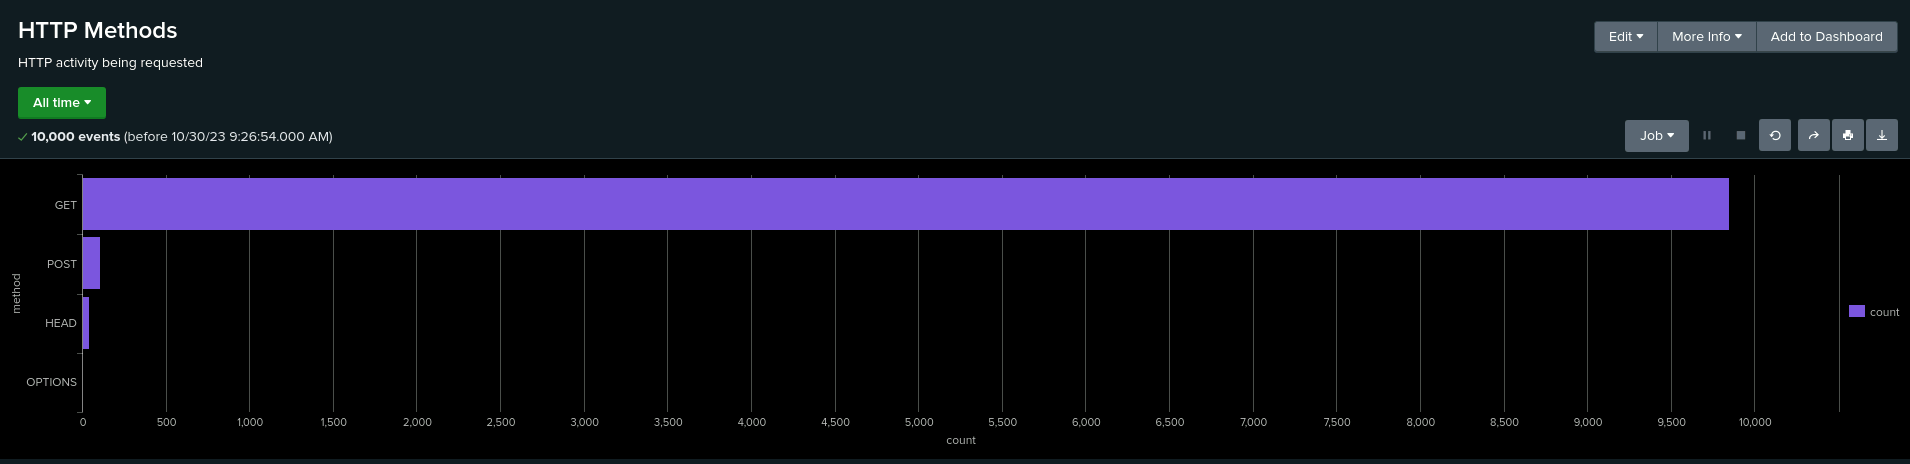 HTTP Methods
Edit More Info Add to Dashboard
HTTP activity being requested
All time
10,000 events (before 10/30/23 9:26:54.000 AM)
Job
method
GET
POST
HEAD
OPTIONS
0 500 1,000 1,500 2,000 2,500 3,000 3,500 4,000 4,500 5,000 5,500 6,000 6,500 7,000 7,500 8,000 8,500 9,000 9,500 10,000
count
count